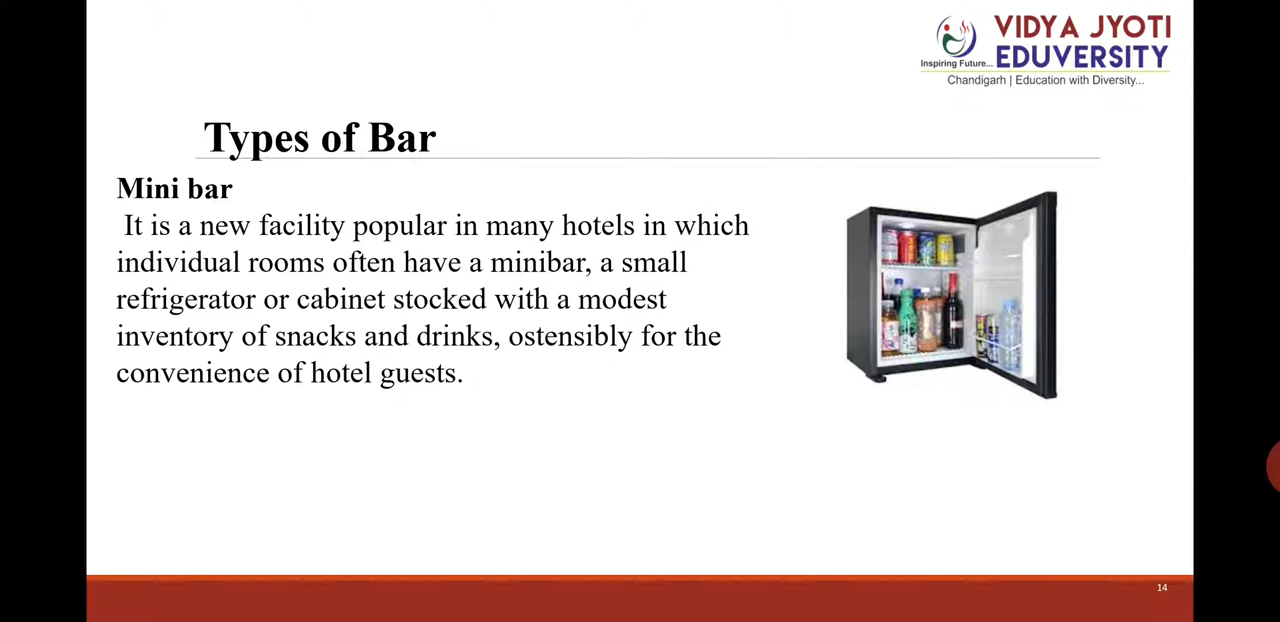 VIDYA JYOTI
EDUVERSITY
Inspiring Future...
Chandigarh | Education with Diversity...
Types of Bar
Mini bar
It is a new facility popular in many hotels in which
individual rooms often have a minibar, a small
refrigerator or cabinet stocked with a modest
inventory of snacks and drinks, ostensibly for the
convenience of hotel guests.
14